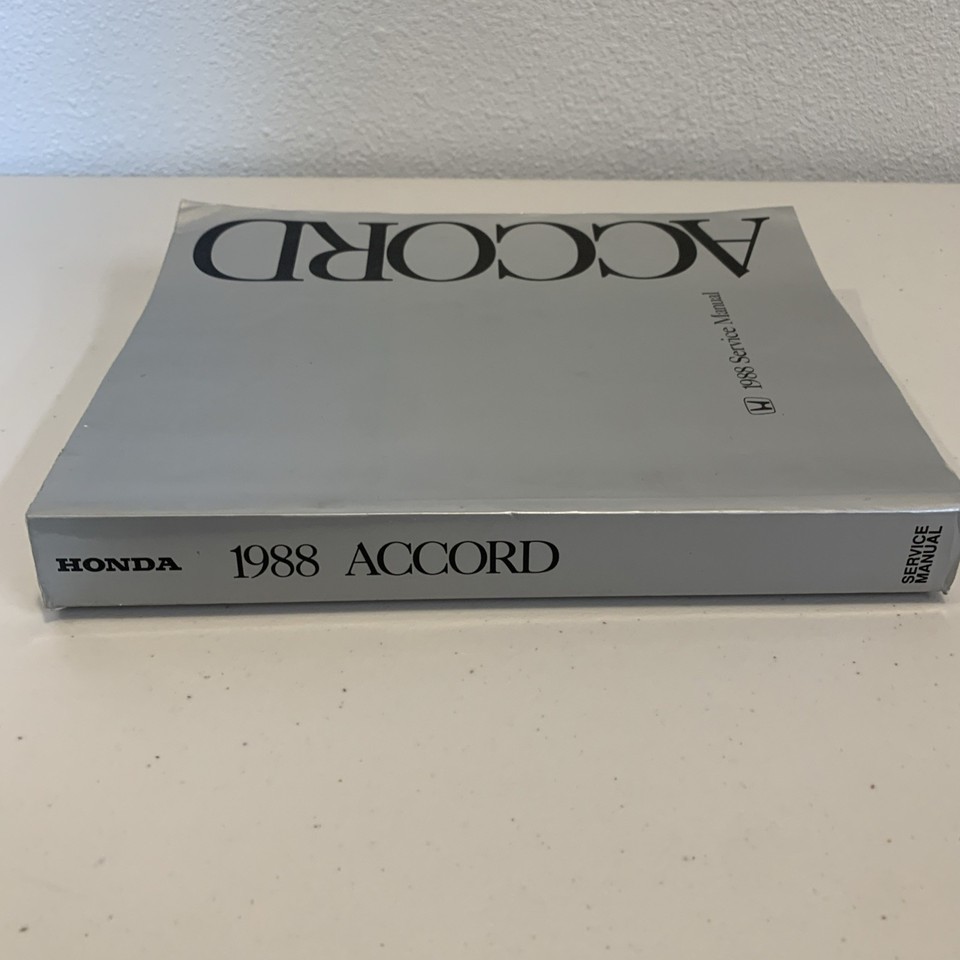 ACCORD
1988 Service Manual
HONDA 1988 ACCORD
SERVICE
MANUAL